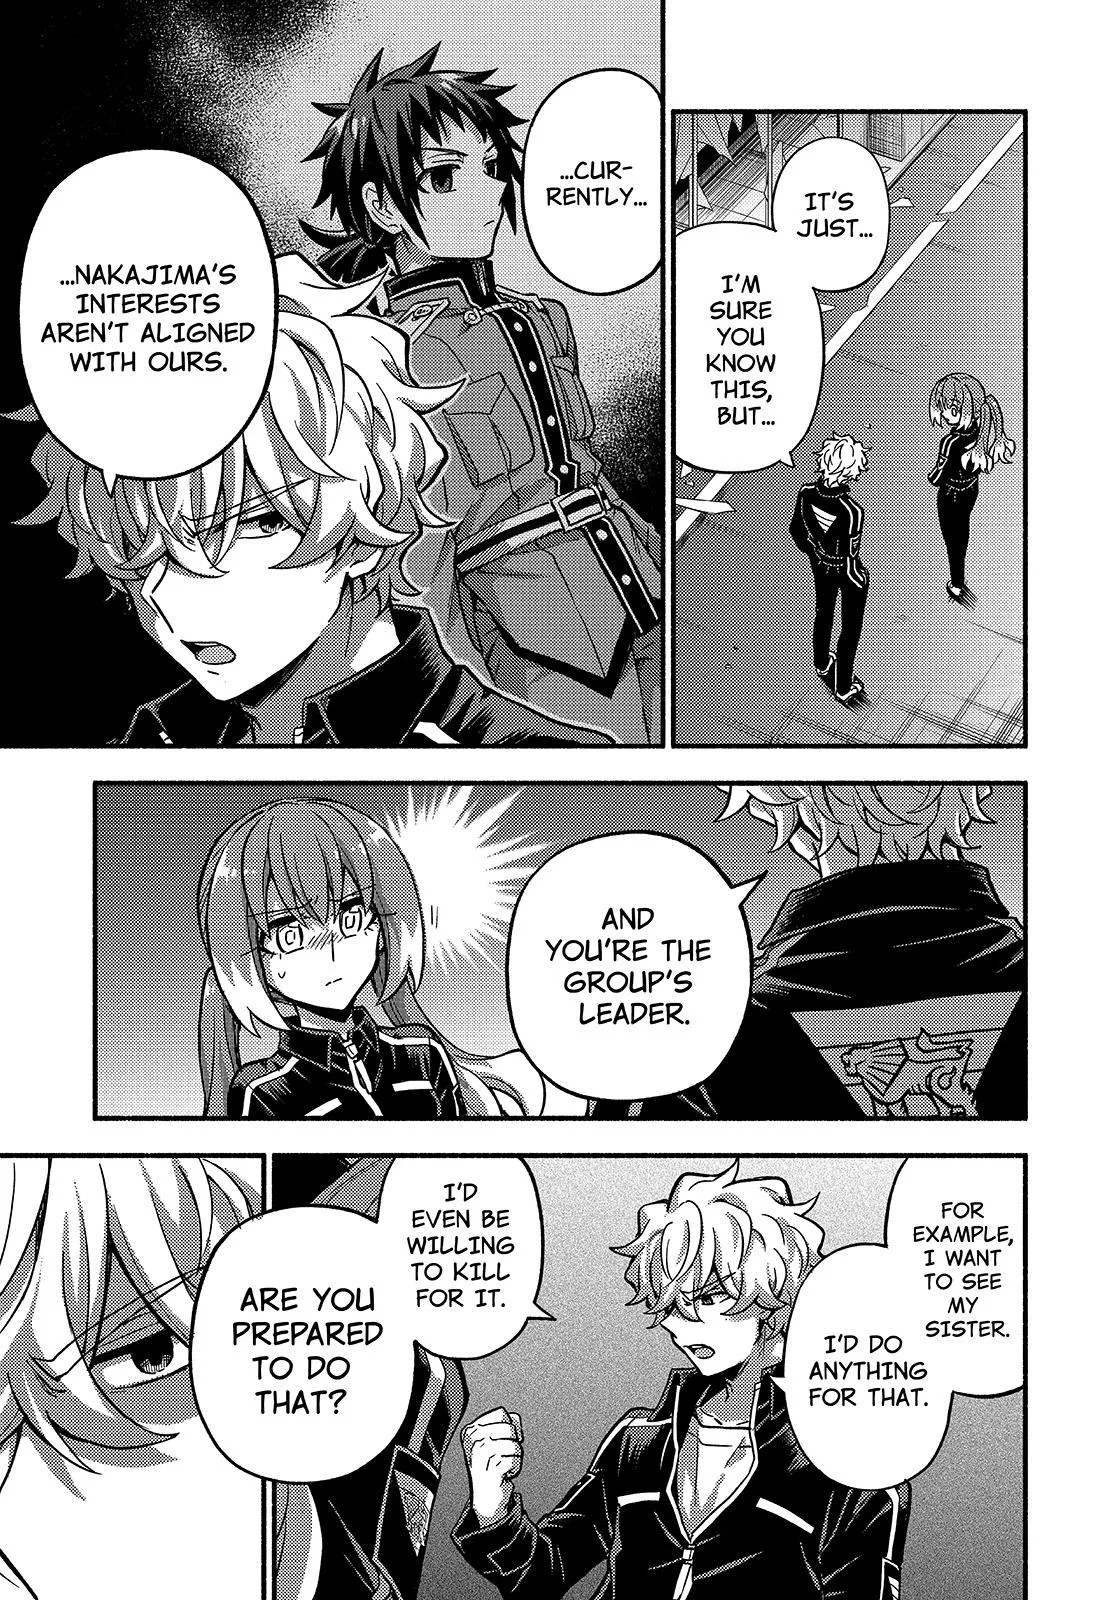 IT'S
JUST...
I'M
SURE
YOU
KNOW
THIS,
BUT...
...CUR-
RENTLY...
...NAKAJIMA'S
INTERESTS
AREN'T ALIGNED
WITH OURS.
AND
YOU'RE THE
GROUP'S
LEADER.
FOR
EXAMPLE,
I WANT
TO SEE
MY
SISTER.
I'D DO
ANYTHING
FOR THAT.
I'D
EVEN BE
WILLING
TO KILL
FOR IT.
ARE YOU
PREPARED
TO DO
THAT?